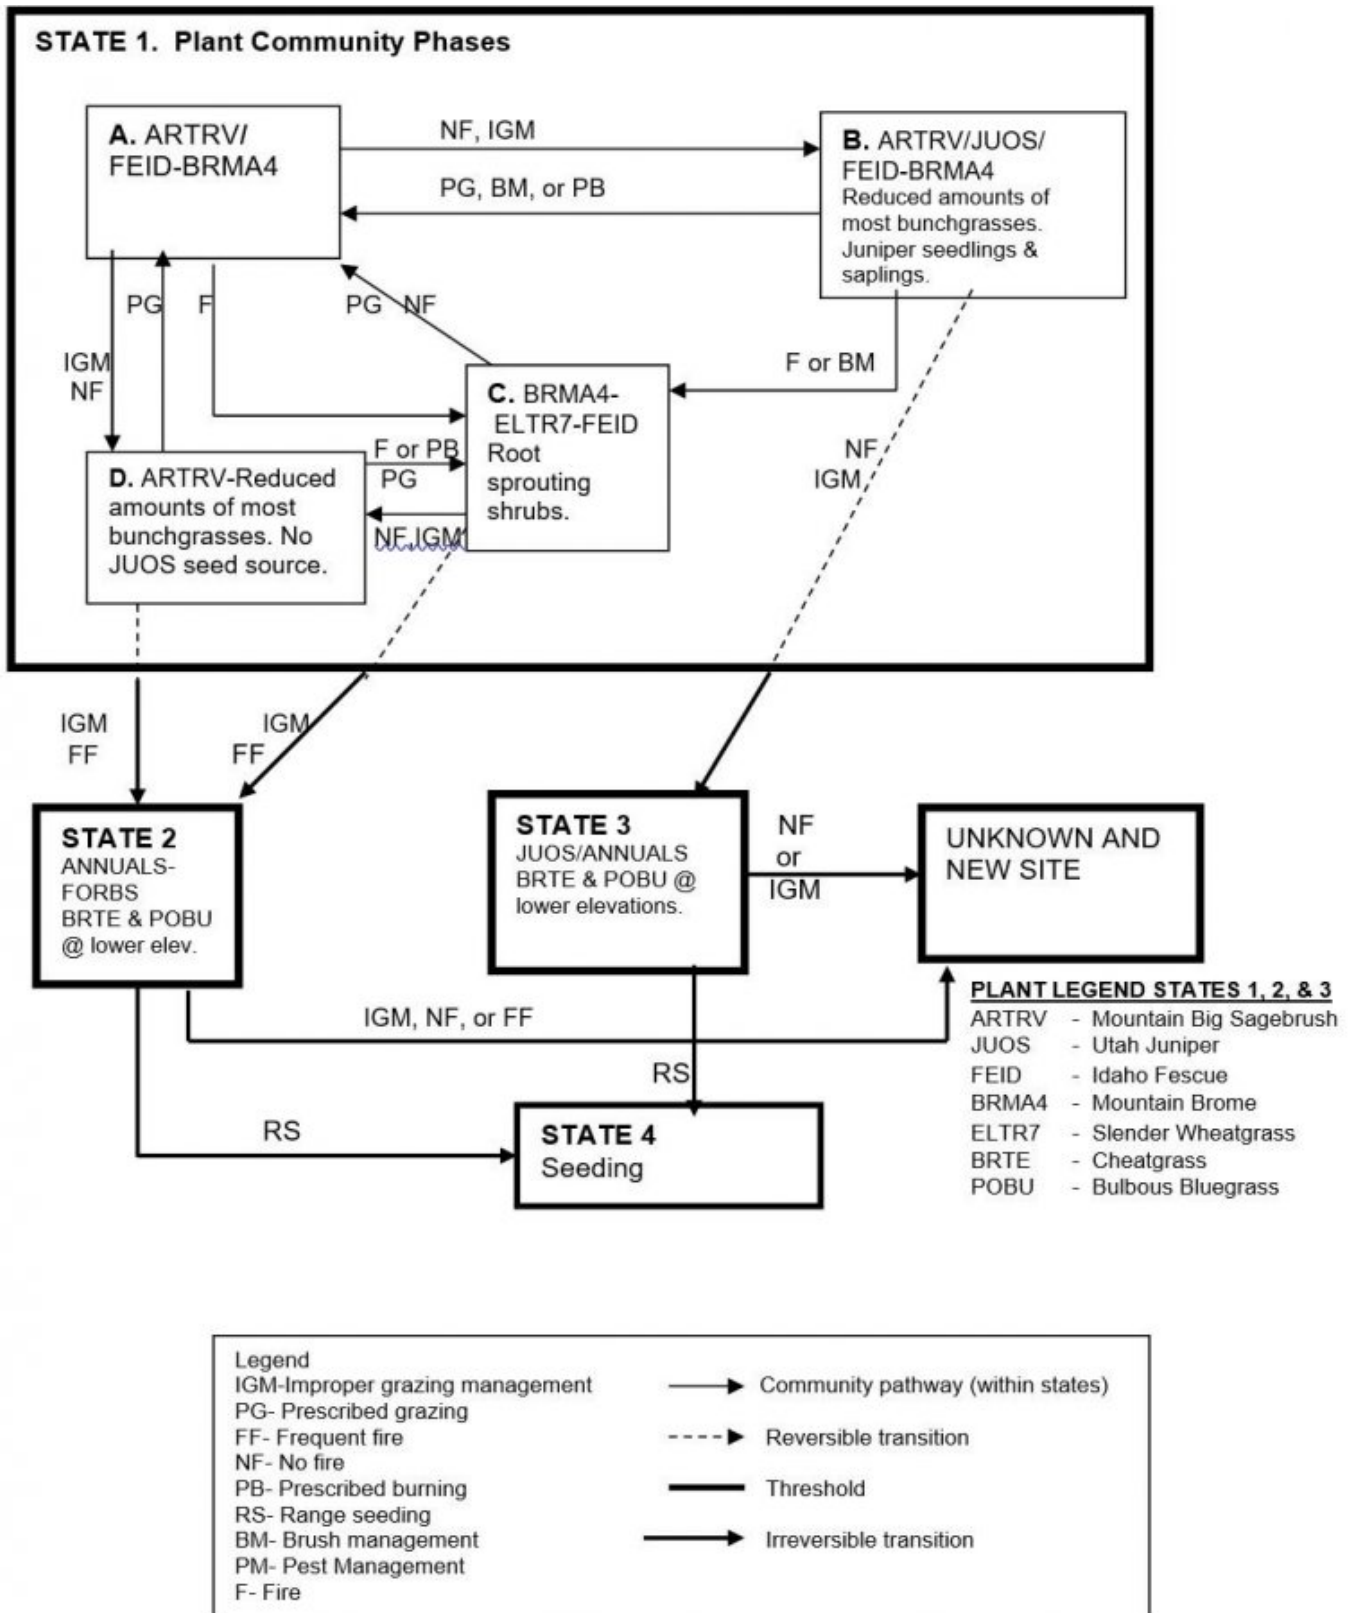 STATE 1. Plant Community Phases
A. ARTRV/
FEID-BRMA4
NF, IGM
PG, BM, or PB
B. ARTRV/JUOS/
FEID-BRMA4
Reduced amounts of
most bunchgrasses.
Juniper seedlings &
saplings.
PG
F
PG NF
IGM
NF
F or BM
C. BRMA4-
ELTR7-FEID
Root
sprouting
shrubs.
F or PB
PG
NF,IGM
D. ARTRV-Reduced
amounts of most
bunchgrasses. No
JUOS seed source.
NF
IGM
IGM
FF
IGM
FF
STATE 2
ANNUALS-
FORBS
BRTE & POBU
@ lower elev.
STATE 3
JUOS/ANNUALS
BRTE & POBU @
lower elevations.
NF
or
IGM
UNKNOWN AND
NEW SITE
IGM, NF, or FF
RS
RS
STATE 4
Seeding
PLANT LEGEND STATES 1, 2, & 3
ARTRV - Mountain Big Sagebrush
JUOS - Utah Juniper
FEID - Idaho Fescue
BRMA4 - Mountain Brome
ELTR7 - Slender Wheatgrass
BRTE - Cheatgrass
POBU - Bulbous Bluegrass
Legend
IGM-Improper grazing management
PG- Prescribed grazing
FF- Frequent fire
NF- No fire
PB- Prescribed burning
RS- Range seeding
BM- Brush management
PM- Pest Management
F- Fire
Community pathway (within states)
Reversible transition
Threshold
Irreversible transition